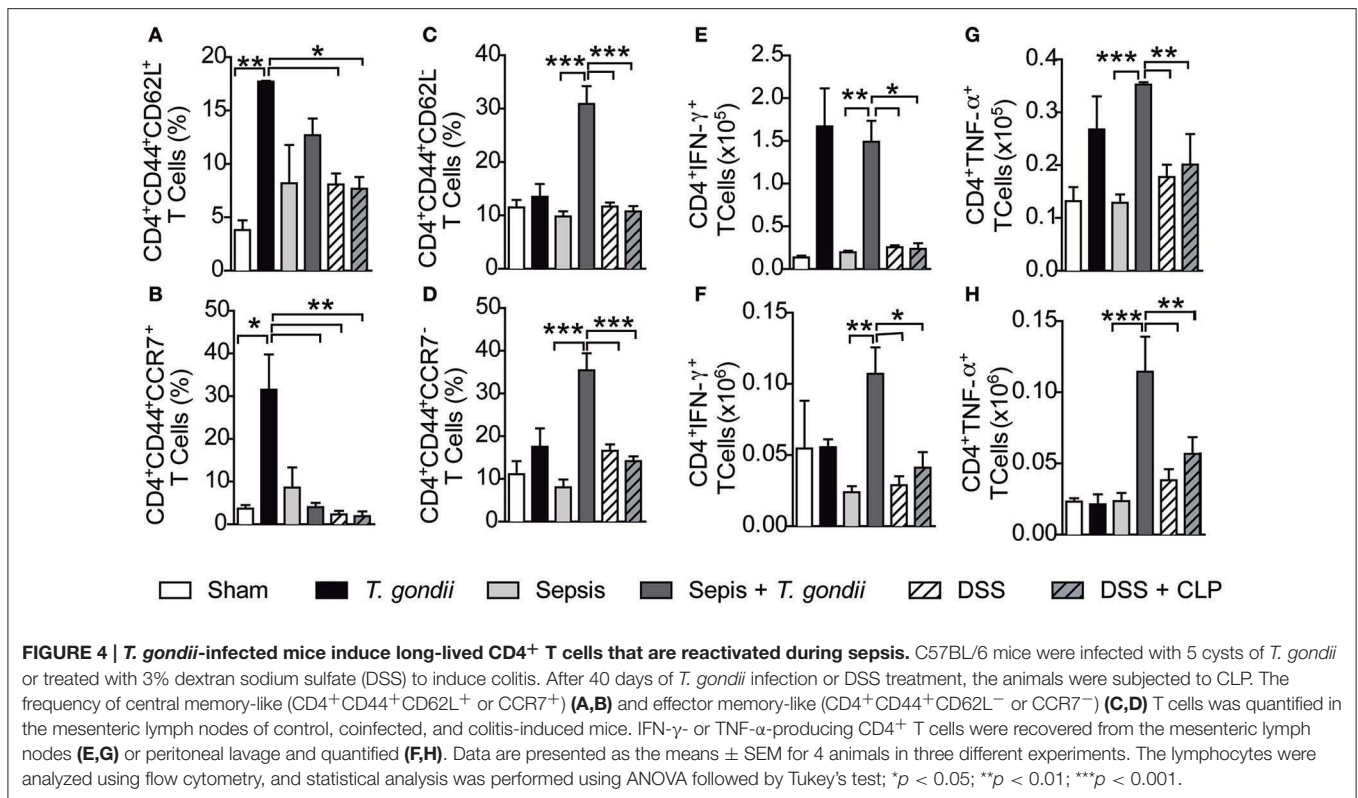 A
CD4+CD44+CD62L+
T Cells (%)
20
15
10
5
0
** *
C
CD4+CD44+CD62L-
T Cells (%)
40
30
20
10
0
*** ***
E
CD4+IFN-γ+
TCells (x10⁵)
2.5
2.0
1.5
1.0
0.5
0.0
** *
G
CD4+TNF-α+
TCells (x10⁵)
0.4
0.3
0.2
0.1
0.0
*** **
B
CD4+CD44+CCR7+
T Cells (%)
50
40
30
20
10
0
* **
D
CD4+CD44+CCR7-
T Cells (%)
50
40
30
20
10
0
*** ***
F
CD4+IFN-γ+
TCells (x10⁶)
0.15
0.10
0.05
0.00
** *
H
CD4+TNF-α+
TCells (x10⁶)
0.15
0.10
0.05
0.00
*** **
Sham T. gondii Sepsis Sepis + T. gondii DSS DSS + CLP
FIGURE 4 | T. gondii-infected mice induce long-lived CD4+ T cells that are reactivated during sepsis. C57BL/6 mice were infected with 5 cysts of T. gondii
or treated with 3% dextran sodium sulfate (DSS) to induce colitis. After 40 days of T. gondii infection or DSS treatment, the animals were subjected to CLP. The
frequency of central memory-like (CD4+CD44+CD62L+ or CCR7+) (A,B) and effector memory-like (CD4+CD44+CD62L− or CCR7−) (C,D) T cells was quantified in
the mesenteric lymph nodes of control, coinfected, and colitis-induced mice. IFN-γ- or TNF-α-producing CD4+ T cells were recovered from the mesenteric lymph
nodes (E,G) or peritoneal lavage and quantified (F,H). Data are presented as the means ± SEM for 4 animals in three different experiments. The lymphocytes were
analyzed using flow cytometry, and statistical analysis was performed using ANOVA followed by Tukey's test; *p < 0.05; **p < 0.01; ***p < 0.001.